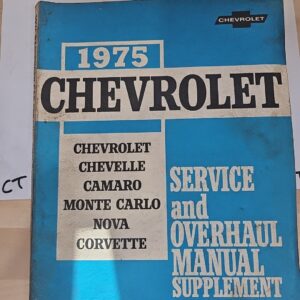 CHEVROLET
1975
CHEVROLET
CHEVROLET
CHEVELLE
CAMARO
MONTE CARLO
NOVA
CORVETTE
SERVICE
and
OVERHAUL
MANUAL
SUPPLEMENT
CT